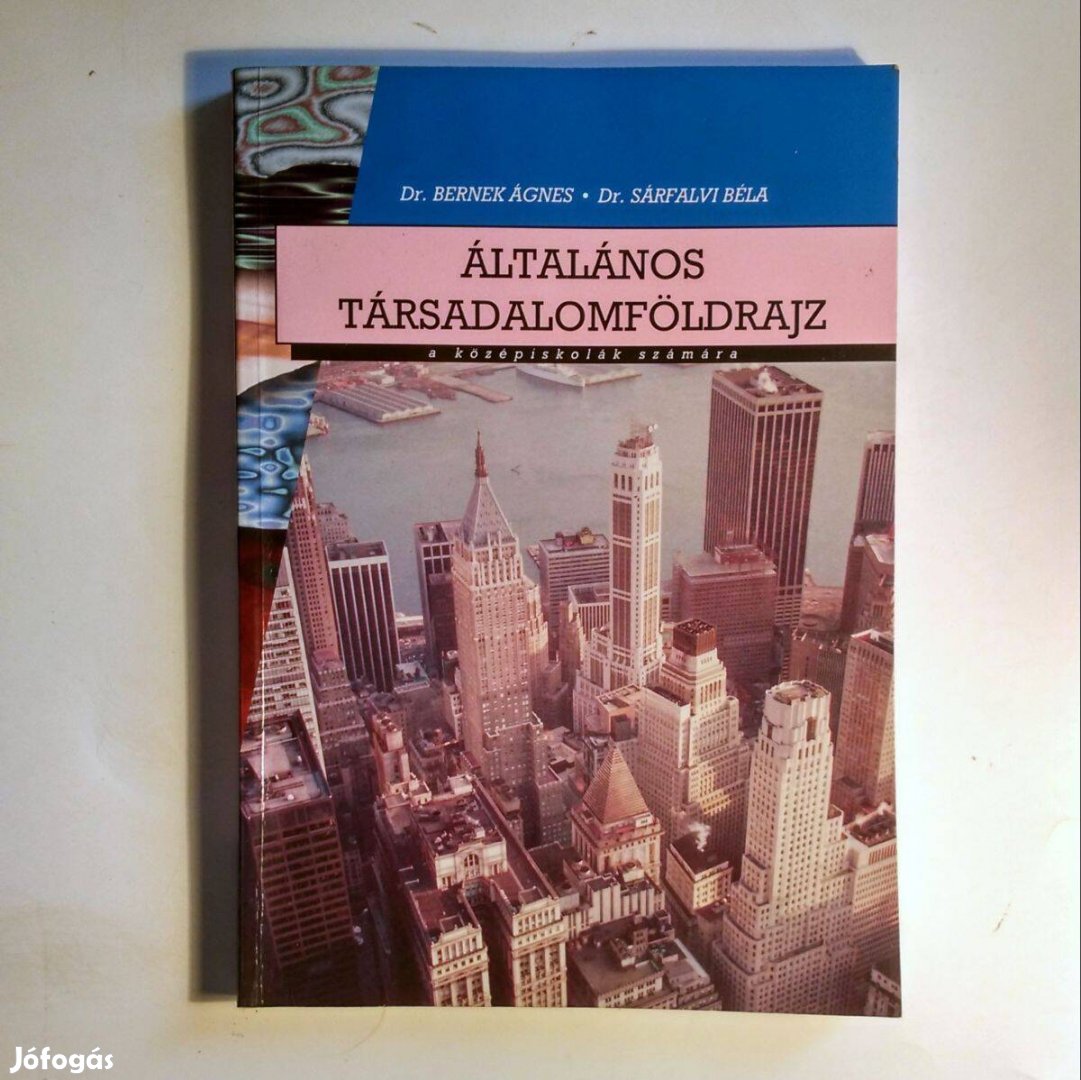 Dr. BERNEK ÁGNES • Dr. SÁRFALVI BÉLA
ÁLTALÁNOS
TÁRSADALOMFÖLDRAJZ
a középiskolák számára
Jófogás